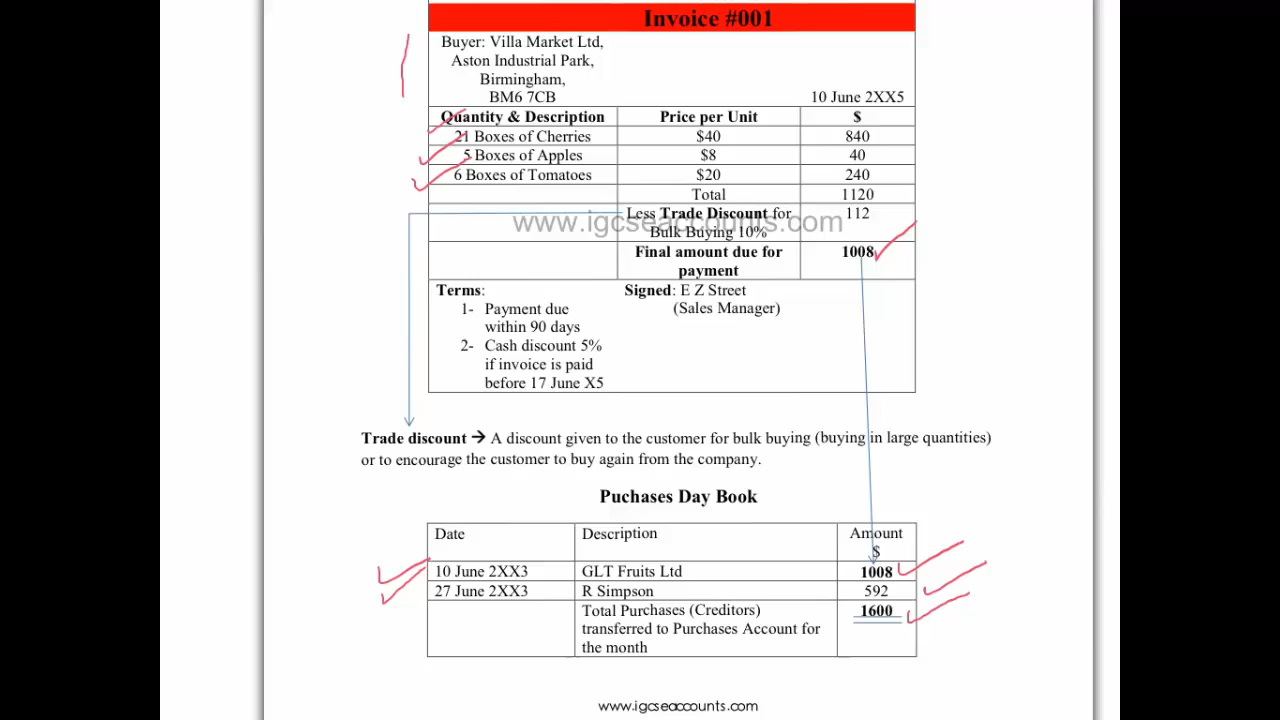 Invoice #001
Buyer: Villa Market Ltd,
Aston Industrial Park,
Birmingham,
BM6 7CB
10 June 2XX5
Quantity & Description Price per Unit $
21 Boxes of Cherries $40 840
5 Boxes of Apples $8 40
6 Boxes of Tomatoes $20 240
Total 1120
Less Trade Discount for 112
www.igcseaccounts.com
Bulk Buying 10%
Final amount due for 1008
payment
Terms: Signed: E Z Street
1- Payment due (Sales Manager)
within 90 days
2- Cash discount 5%
if invoice is paid
before 17 June X5
Trade discount → A discount given to the customer for bulk buying (buying in large quantities)
or to encourage the customer to buy again from the company.
Puchases Day Book
Date Description Amount
$
10 June 2XX3 GLT Fruits Ltd 1008
27 June 2XX3 R Simpson 592
Total Purchases (Creditors) 1600
transferred to Purchases Account for
the month
www.igcseaccounts.com